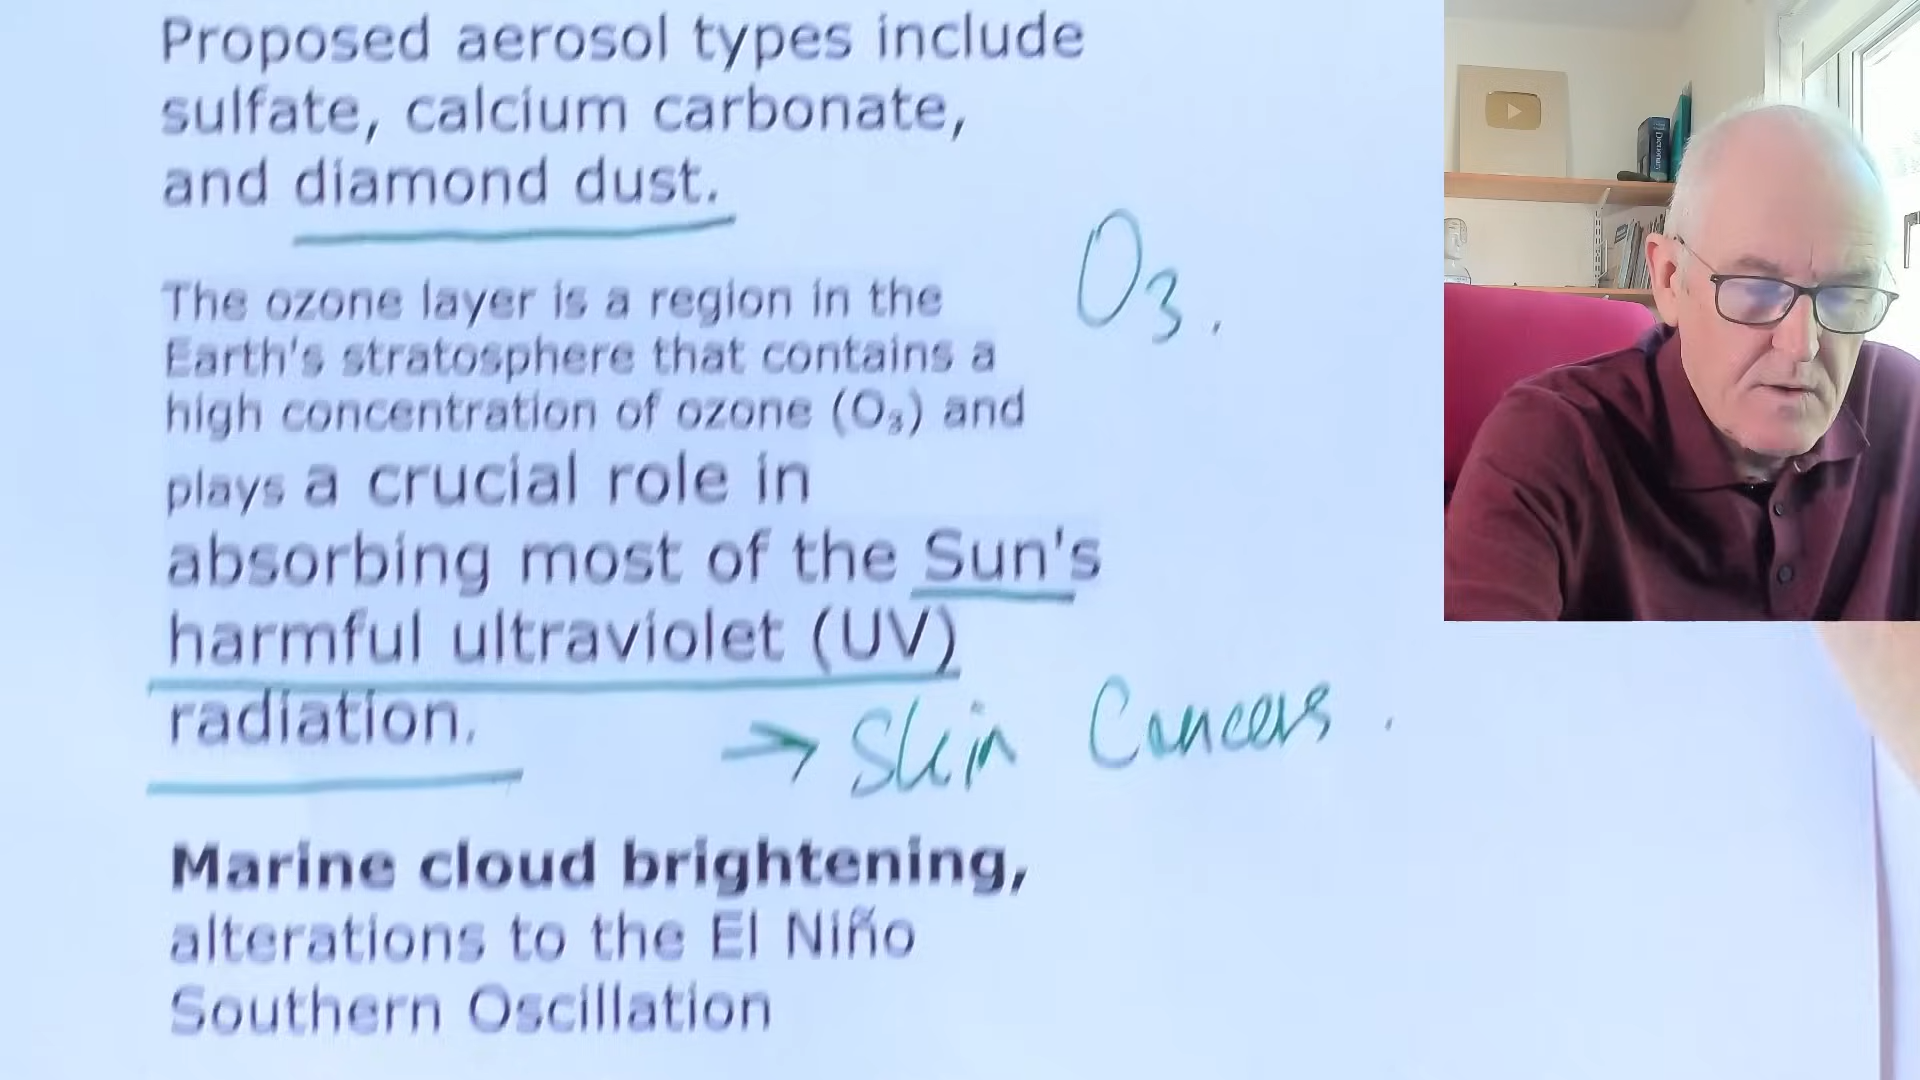 Proposed aerosol types include
sulfate, calcium carbonate,
and diamond dust.
The ozone layer is a region in the
Earth's stratosphere that contains a
high concentration of ozone (O₃) and
plays a crucial role in
absorbing most of the Sun's
harmful ultraviolet (UV)
radiation.
O3.
→ Skin Cancers.
Marine cloud brightening,
alterations to the El Niño
Southern Oscillation